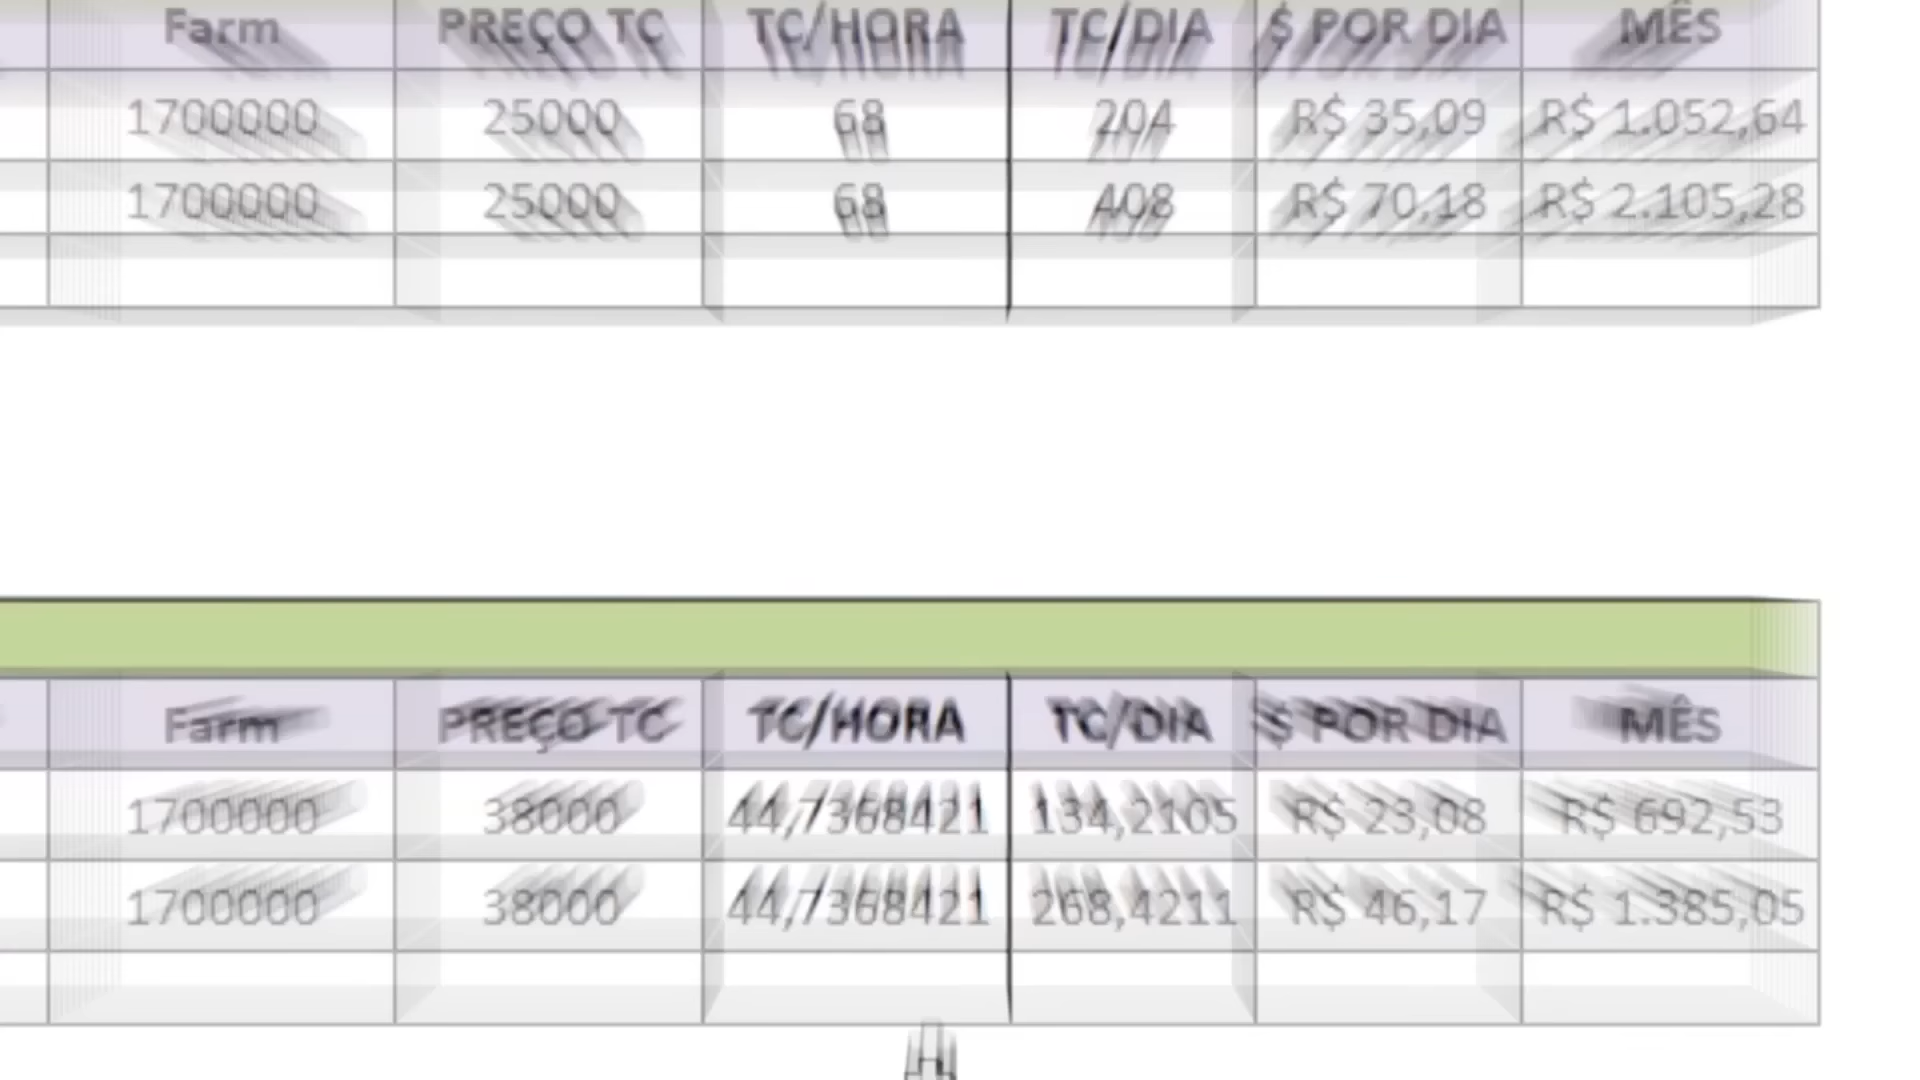 Farm PREÇO TC TC/HORA TC/DIA $ POR DIA MÊS
1700000 25000 68 204 R$ 35,09 R$ 1.052,64
1700000 25000 68 408 R$ 70,18 R$ 2.105,28
Farm PREÇO TC TC/HORA TC/DIA $ POR DIA MÊS
1700000 38000 44,7368421 134,2105 R$ 23,08 R$ 692,53
1700000 38000 44,7368421 268,4211 R$ 46,17 R$ 1.385,05